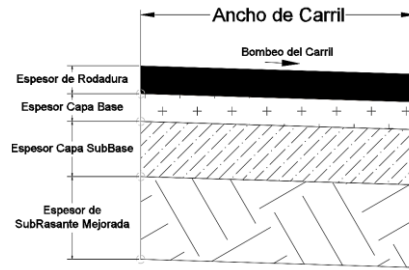 Ancho de Carril
Bombeo del Carril
Espesor de Rodadura
Espesor Capa Base
Espesor Capa SubBase
Espesor de
SubRasante Mejorada